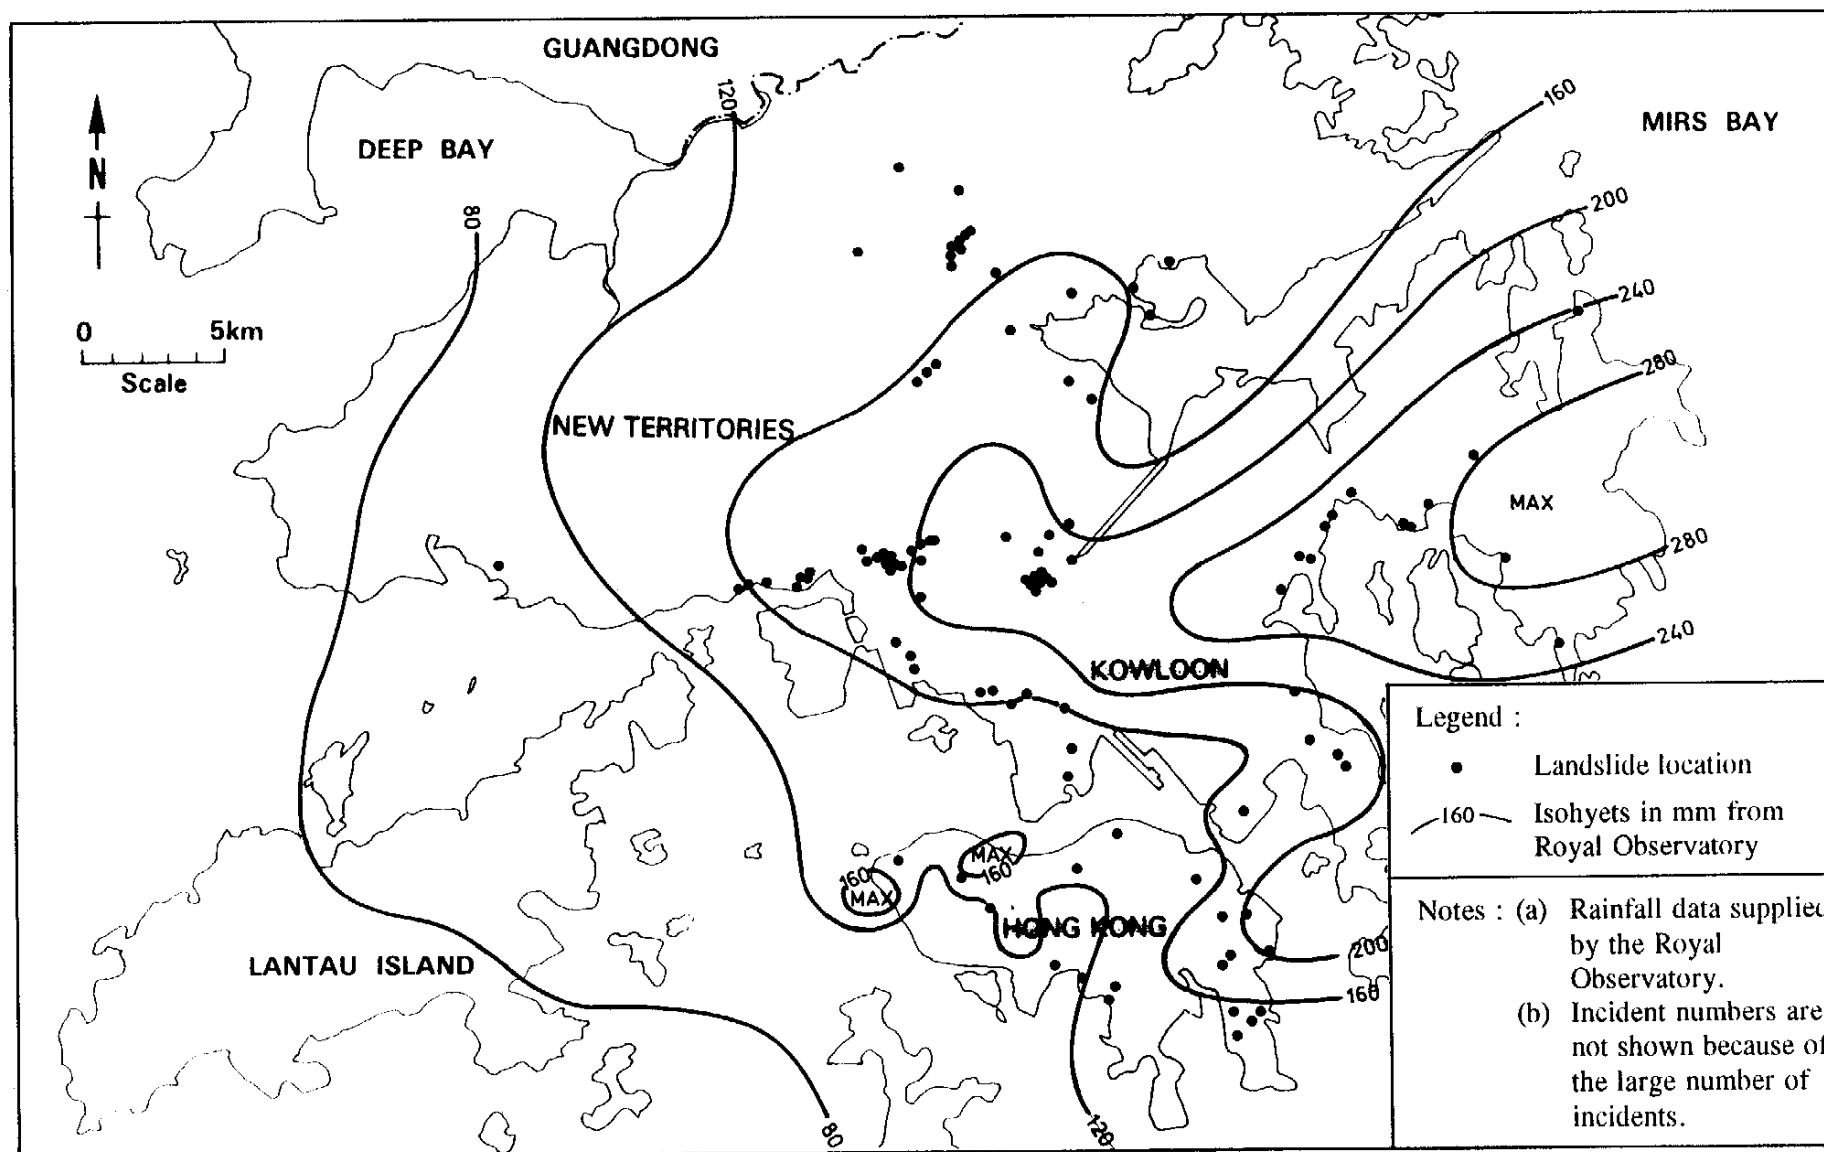 GUANGDONG
120
160
DEEP BAY
MIRS BAY
N
200
80
240
0 5km
Scale
280
NEW TERRITORIES
MAX
280
240
KOWLOON
Legend :
Landslide location
160 Isohyets in mm from
Royal Observatory
MAX
160
160
MAX
HONG KONG
Notes : (a) Rainfall data supplied
by the Royal
Observatory.
(b) Incident numbers are
not shown because of
the large number of
incidents.
200
LANTAU ISLAND
160
80
120